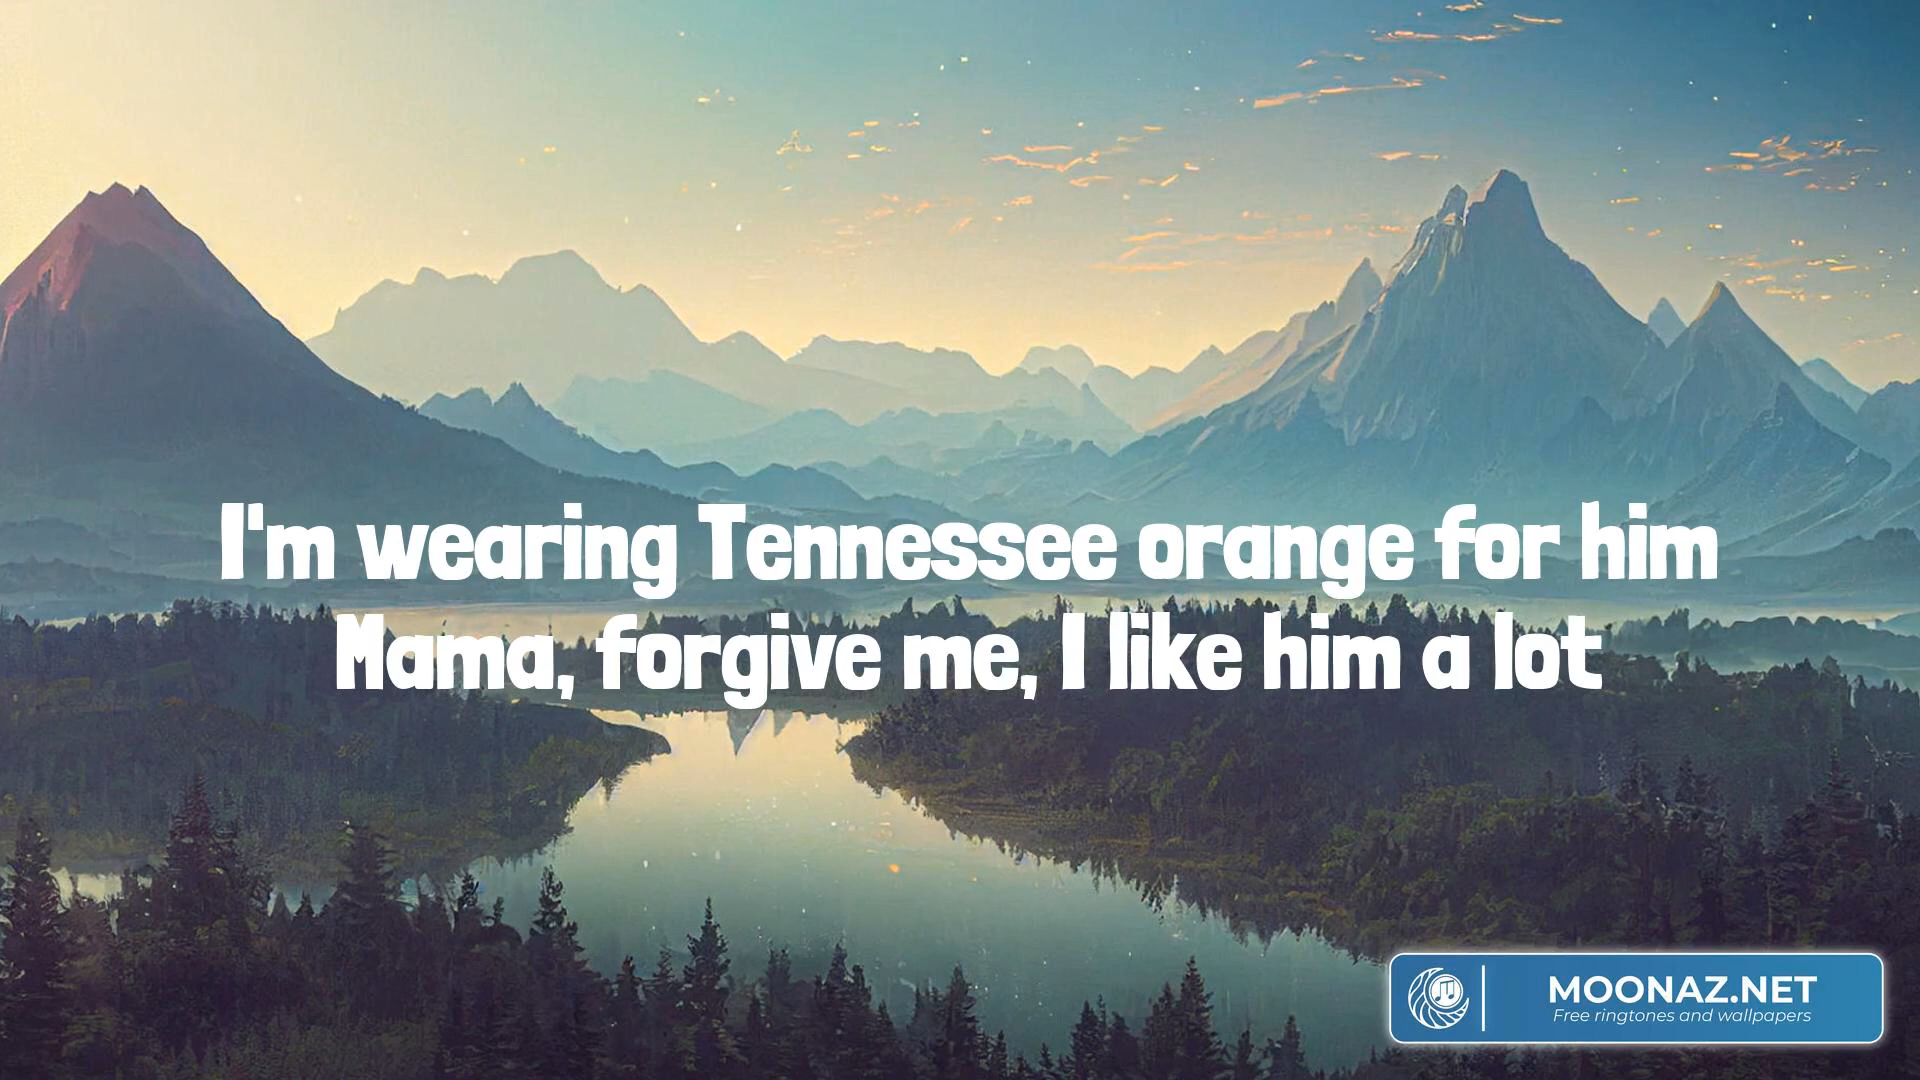 I'm wearing Tennessee orange for him
Mama, forgive me, I like him a lot
MOONAZ.NET
Free ringtones and wallpapers